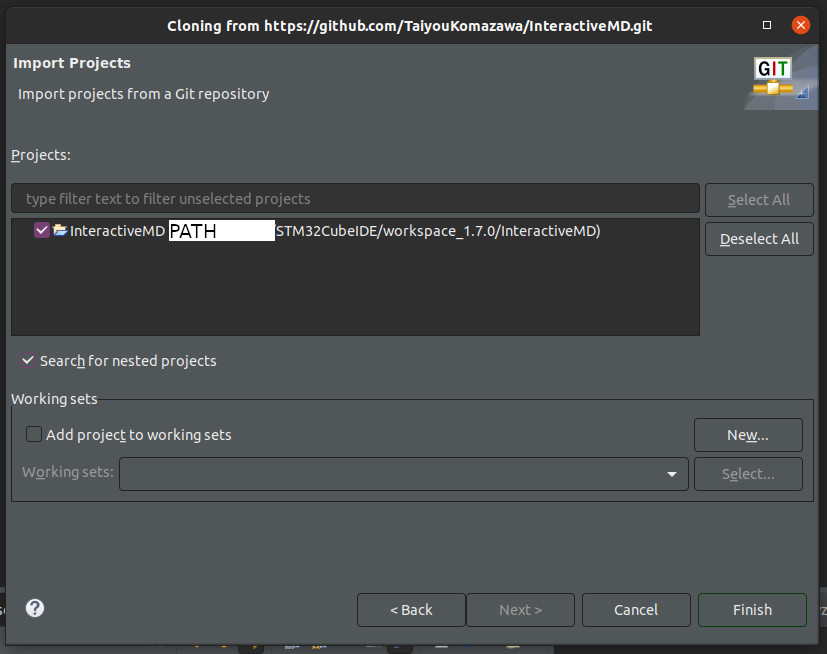 Cloning from https://github.com/TaiyouKomazawa/InteractiveMD.git
Import Projects
Import projects from a Git repository
GIT
Projects:
type filter text to filter unselected projects
Select All
InteractiveMD PATH /STM32CubeIDE/workspace_1.7.0/InteractiveMD)
Deselect All
Search for nested projects
Working sets
Add project to working sets
New...
Working sets:
Select...
?
< Back
Next >
Cancel
Finish